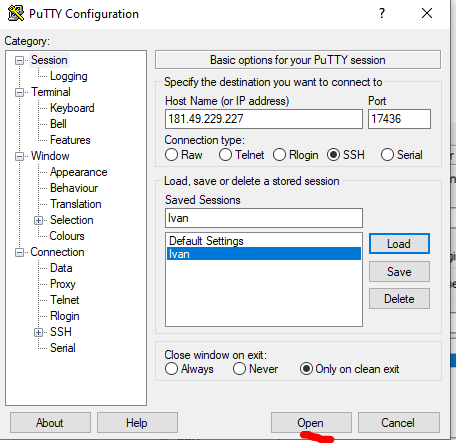 PuTTY Configuration
?
Category:
Session
Logging
Terminal
Keyboard
Bell
Features
Window
Appearance
Behaviour
Translation
Selection
Colours
Connection
Data
Proxy
Telnet
Rlogin
SSH
Serial
Basic options for your PuTTY session
Specify the destination you want to connect to
Host Name (or IP address) Port
181.49.229.227 17436
Connection type:
Raw Telnet Rlogin SSH Serial
Load, save or delete a stored session
Saved Sessions
Ivan
Default Settings
Ivan
Load
Save
Delete
Close window on exit:
Always Never Only on clean exit
About Help Open Cancel